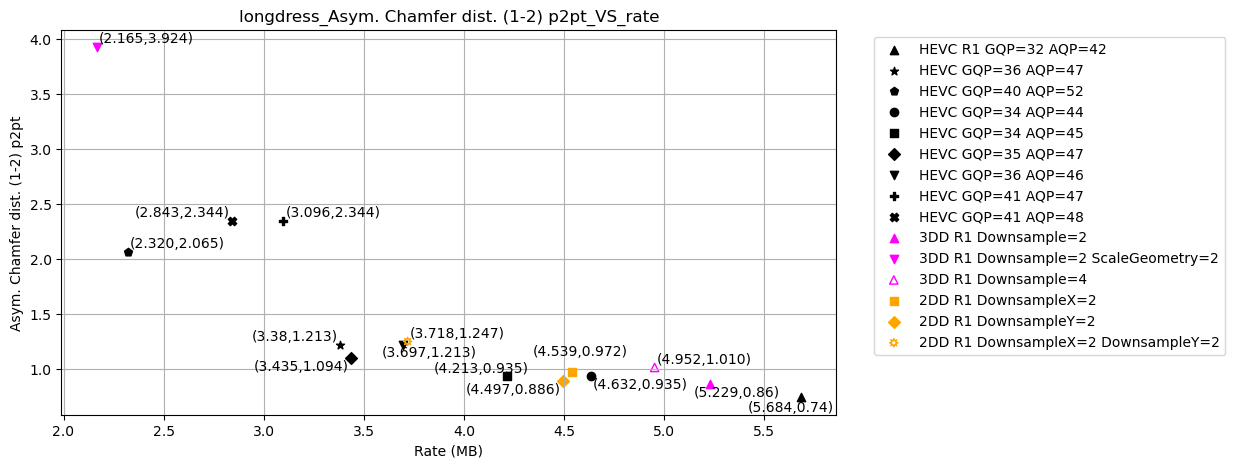 longdress_Asym. Chamfer dist. (1-2) p2pt_VS_rate
Asym. Chamfer dist. (1-2) p2pt
4.0
3.5
3.0
2.5
2.0
1.5
1.0
(2.165,3.924)
(2.843,2.344)
(3.096,2.344)
(2.320,2.065)
(3.38,1.213)
(3.718,1.247)
(3.697,1.213)
(3.435,1.094)
(4.213,0.935)
(4.539,0.972)
(4.497,0.886)
(4.632,0.935)
(4.952,1.010)
(5.229,0.86)
(5.684,0.74)
2.0 2.5 3.0 3.5 4.0 4.5 5.0 5.5
Rate (MB)
HEVC R1 GQP=32 AQP=42
HEVC GQP=36 AQP=47
HEVC GQP=40 AQP=52
HEVC GQP=34 AQP=44
HEVC GQP=34 AQP=45
HEVC GQP=35 AQP=47
HEVC GQP=36 AQP=46
HEVC GQP=41 AQP=47
HEVC GQP=41 AQP=48
3DD R1 Downsample=2
3DD R1 Downsample=2 ScaleGeometry=2
3DD R1 Downsample=4
2DD R1 DownsampleX=2
2DD R1 DownsampleY=2
2DD R1 DownsampleX=2 DownsampleY=2